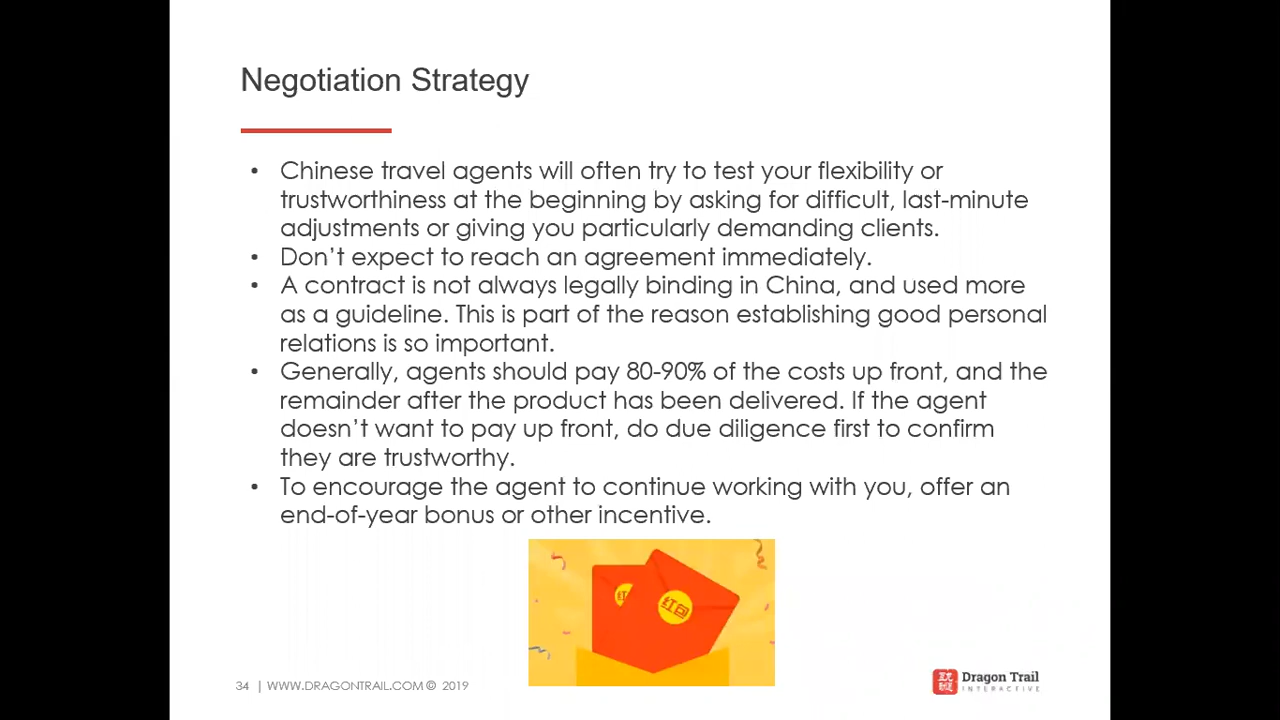 Negotiation Strategy
• Chinese travel agents will often try to test your flexibility or
trustworthiness at the beginning by asking for difficult, last-minute
adjustments or giving you particularly demanding clients.
• Don’t expect to reach an agreement immediately.
• A contract is not always legally binding in China, and used more
as a guideline. This is part of the reason establishing good personal
relations is so important.
• Generally, agents should pay 80-90% of the costs up front, and the
remainder after the product has been delivered. If the agent
doesn’t want to pay up front, do due diligence first to confirm
they are trustworthy.
• To encourage the agent to continue working with you, offer an
end-of-year bonus or other incentive.
红
红包
34 | WWW.DRAGONTRAIL.COM © 2019
Dragon Trail
INTERACTIVE